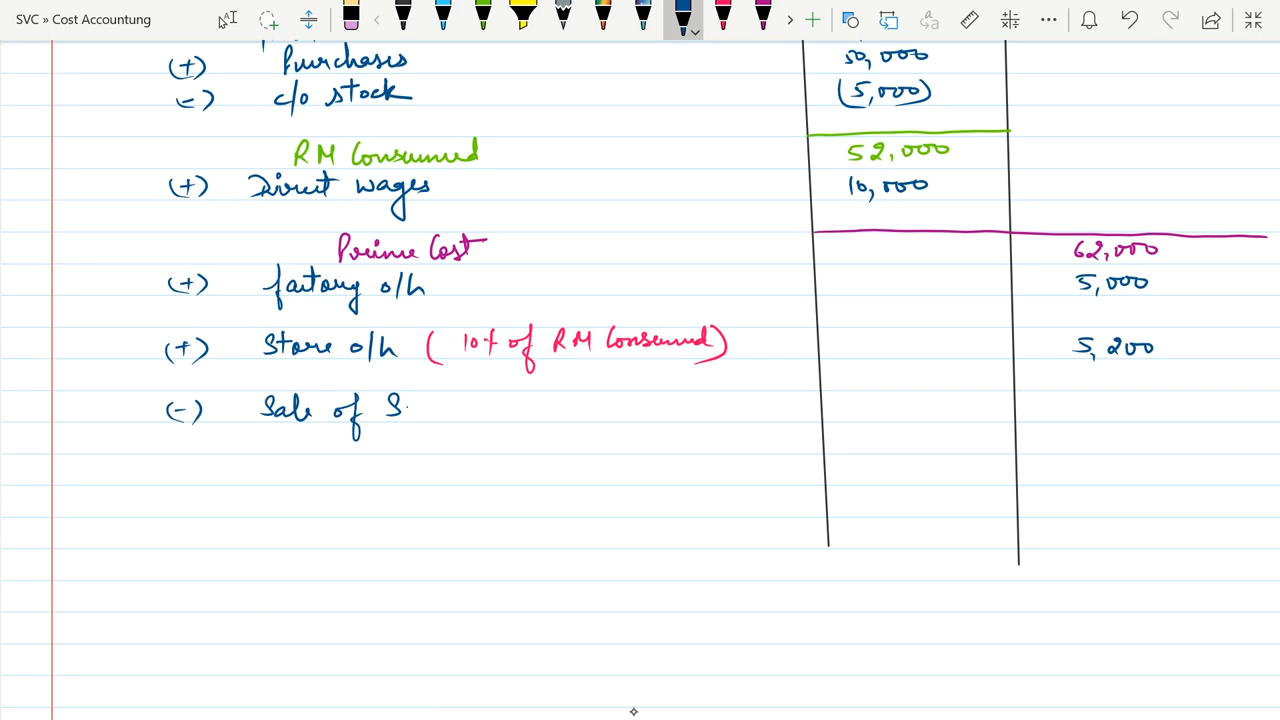 SVC » Cost Accountung
(+) Purchases 50,000
(-) c/o stock (5,000)
RM Consumed 52,000
(+) Direct wages 10,000
Prime Cost 62,000
(+) factory o/h 5,000
(+) Store o/h ( 10% of RM Consumed) 5,200
(-) Sale of S